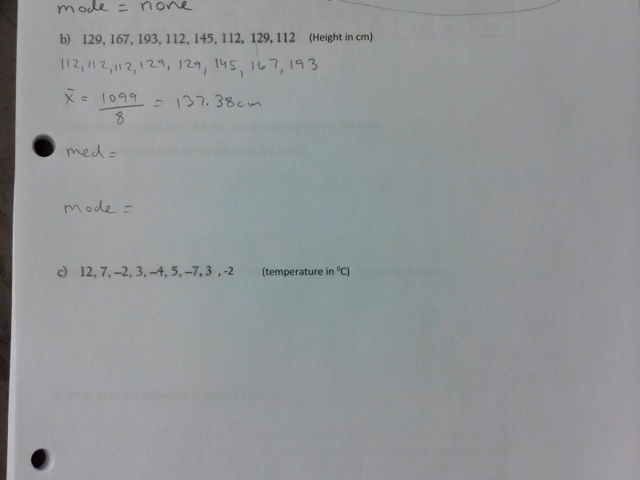 mode = none
b) 129, 167, 193, 112, 145, 112, 129, 112 (Height in cm)
112, 112, 112, 129, 129, 145, 167, 193
x̄ = 1099/8 = 137.38cm
med =
mode =
c) 12, 7, –2, 3, –4, 5, –7, 3 , -2 (temperature in °C)